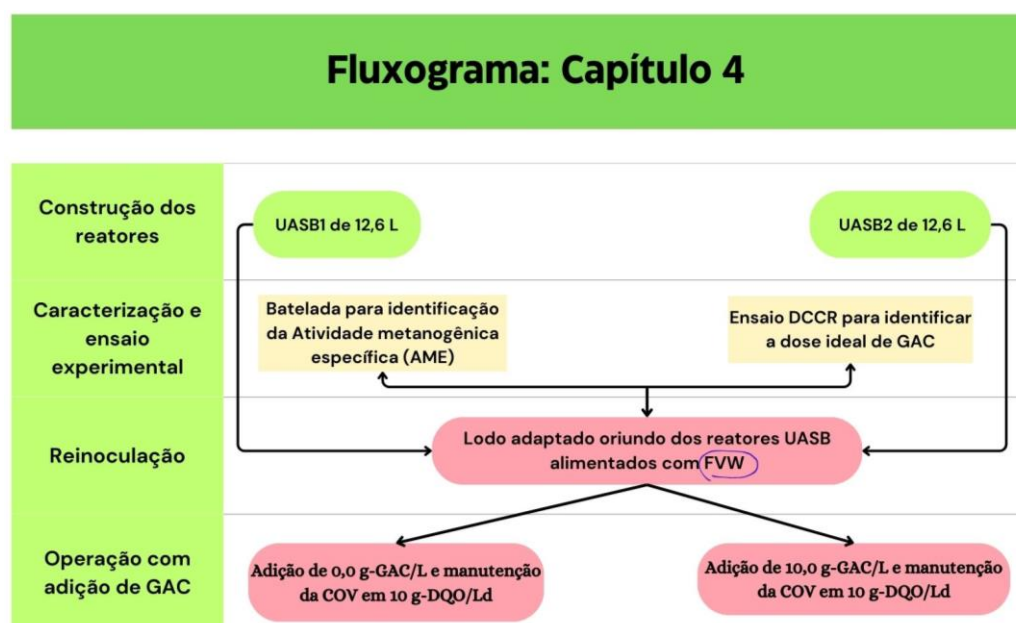 Fluxograma: Capítulo 4
Construção dos
reatores
UASB1 de 12,6 L
UASB2 de 12,6 L
Caracterização e
ensaio
experimental
Batelada para identificação
da Atividade metanogênica
específica (AME)
Ensaio DCCR para identificar
a dose ideal de GAC
Reinoculação
Lodo adaptado oriundo dos reatores UASB
alimentados com FVW
Operação com
adição de GAC
Adição de 0,0 g-GAC/L e manutenção
da COV em 10 g-DQO/Ld
Adição de 10,0 g-GAC/L e manutenção
da COV em 10 g-DQO/Ld